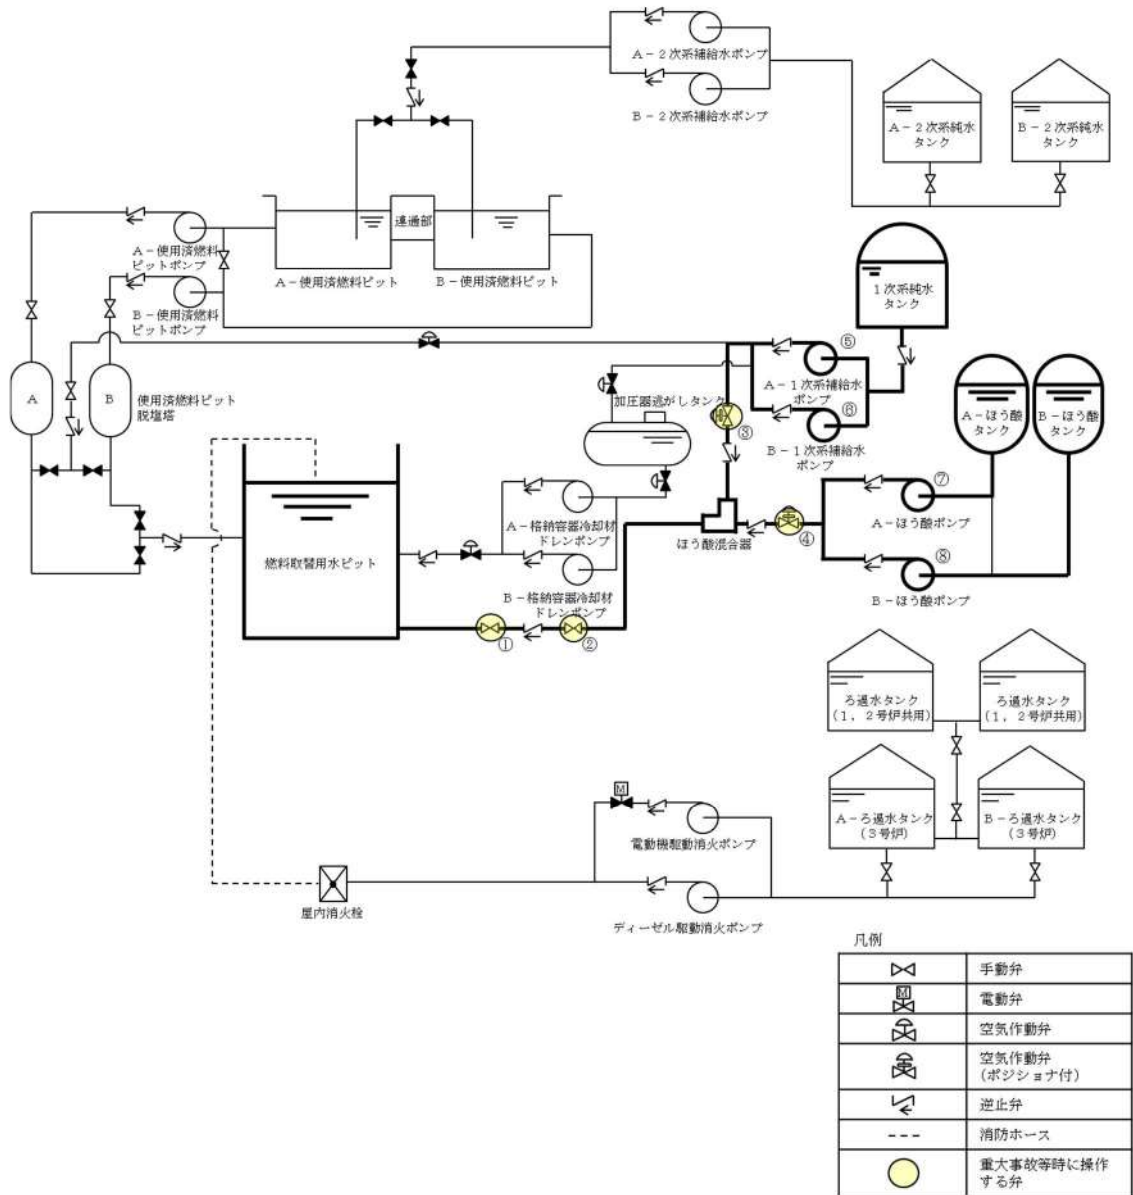 A-2次系補給水ポンプ
B-2次系補給水ポンプ
A-2次系純水
タンク
B-2次系純水
タンク
連通部
A-使用済燃料
ピットポンプ
A-使用済燃料ピット
B-使用済燃料ピット
B-使用済燃料
ピットポンプ
1次系純水
タンク
⑤
A-1次系補給水
ポンプ
⑥
B-1次系補給水
ポンプ
A
B
使用済燃料ピット
脱塩塔
加圧器逃がしタンク
③
A-ほう酸
タンク
B-ほう酸
タンク
⑦
A-ほう酸ポンプ
⑧
B-ほう酸ポンプ
④
ほう酸混合器
A-格納容器冷却材
ドレンポンプ
B-格納容器冷却材
ドレンポンプ
燃料取替用水ピット
①
②
ろ過水タンク
(1,2号炉共用)
ろ過水タンク
(1,2号炉共用)
A-ろ過水タンク
(3号炉)
B-ろ過水タンク
(3号炉)
M
電動機駆動消火ポンプ
屋内消火栓
ディーゼル駆動消火ポンプ
凡例
手動弁
M
電動弁
空気作動弁
空気作動弁
(ポジショナ付)
逆止弁
消防ホース
重大事故等時に操作
する弁